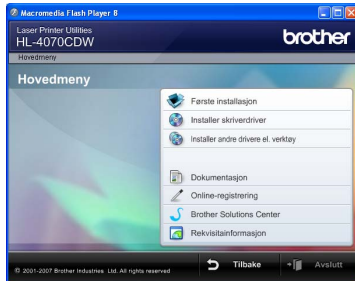 Macromedia Flash Player 8
Laser Printer Utilities
HL-4070CDW
brother
Hovedmeny
Hovedmeny
Første installasjon
Installer skriverdriver
Installer andre drivere el. verktøy
Dokumentasjon
Online-registrering
Brother Solutions Center
Rekvisitainformasjon
© 2001-2007 Brother Industries Ltd. All rights reserved
Tilbake
Avslutt